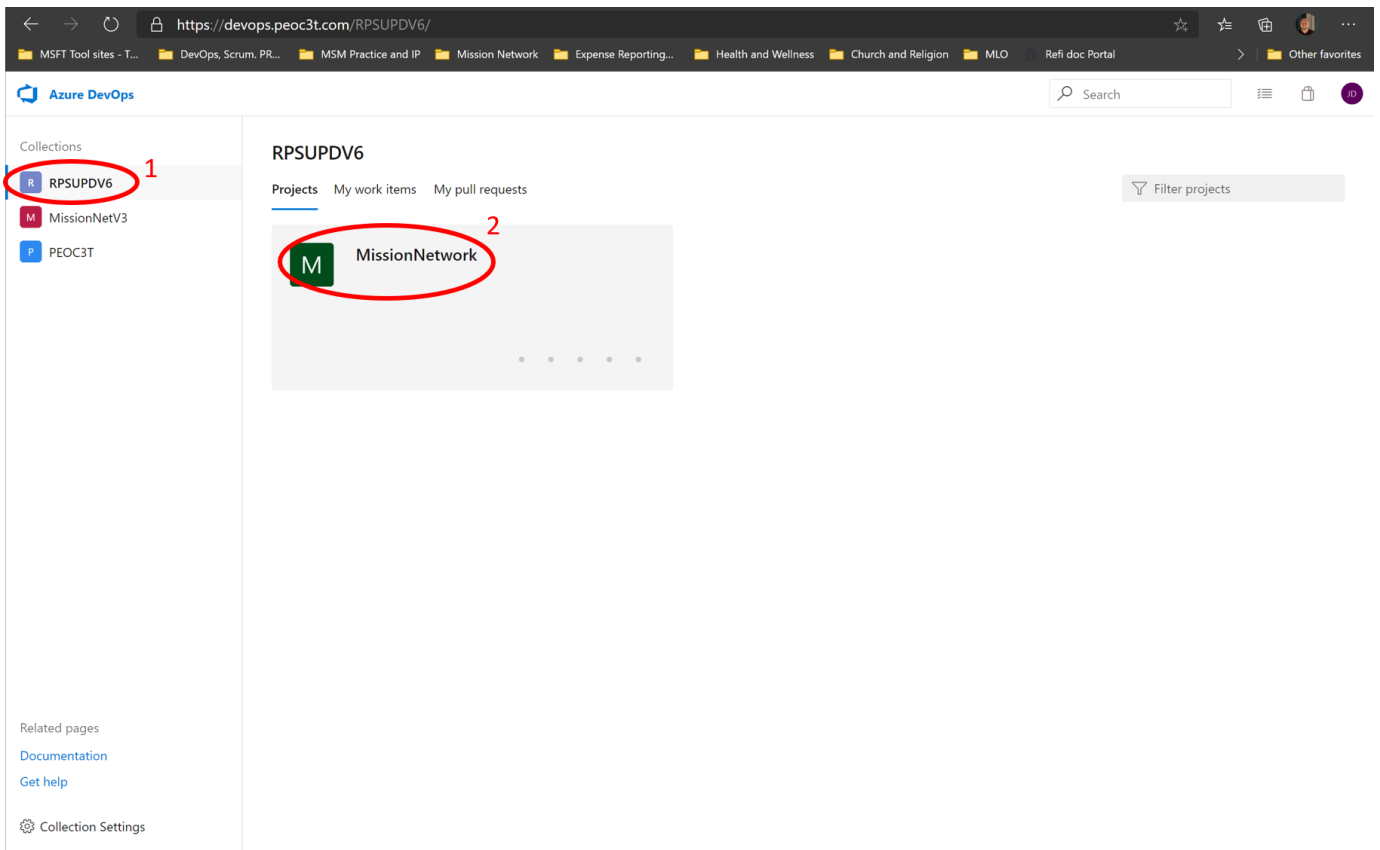 https://devops.peoc3t.com/RPSUPDV6/
MSFT Tool sites - T... DevOps, Scrum. PR... MSM Practice and IP Mission Network Expense Reporting... Health and Wellness Church and Religion MLO Refi doc Portal Other favorites
Azure DevOps Search JD
Collections
RPSUPDV6
1
R RPSUPDV6
Projects My work items My pull requests Filter projects
M MissionNetV3
2
P PEOC3T
M MissionNetwork
Related pages
Documentation
Get help
Collection Settings